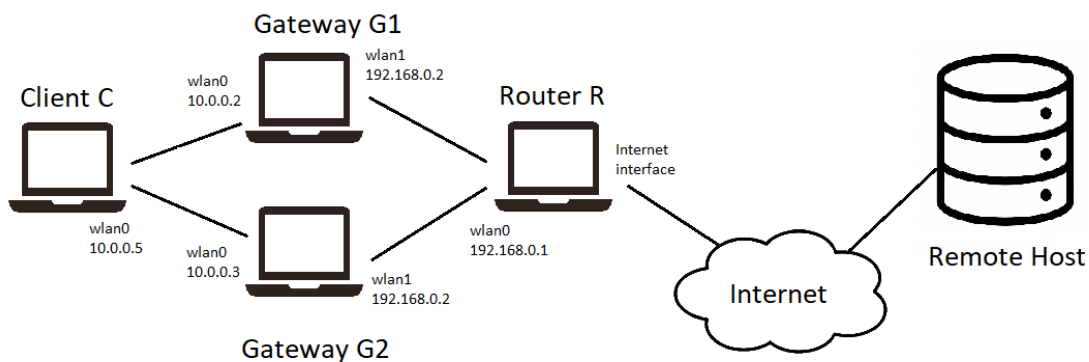 Gateway G1
wlan1
192.168.0.2
wlan0
10.0.0.2
Client C
Router R
Internet
interface
wlan0
10.0.0.5
wlan0
10.0.0.3
wlan0
192.168.0.1
wlan1
192.168.0.2
Remote Host
Internet
Gateway G2